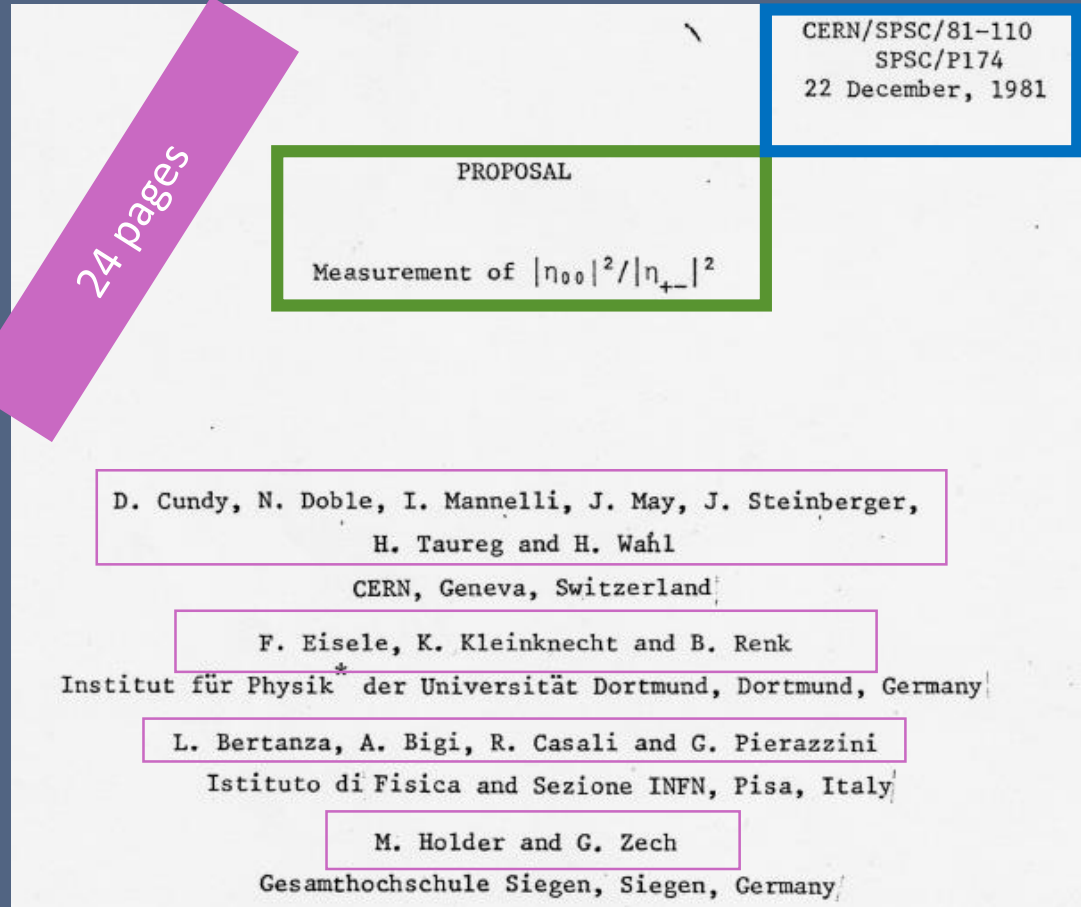 CERN/SPSC/81-110
SPSC/P174
22 December, 1981
24 pages
PROPOSAL
Measurement of |η₀₀|²/|η₊₋|²
D. Cundy, N. Doble, I. Mannelli, J. May, J. Steinberger,
H. Taureg and H. Wahl
CERN, Geneva, Switzerland
F. Eisele, K. Kleinknecht and B. Renk
Institut für Physik* der Universität Dortmund, Dortmund, Germany
L. Bertanza, A. Bigi, R. Casali and G. Pierazzini
Istituto di Fisica and Sezione INFN, Pisa, Italy
M. Holder and G. Zech
Gesamthochschule Siegen, Siegen, Germany